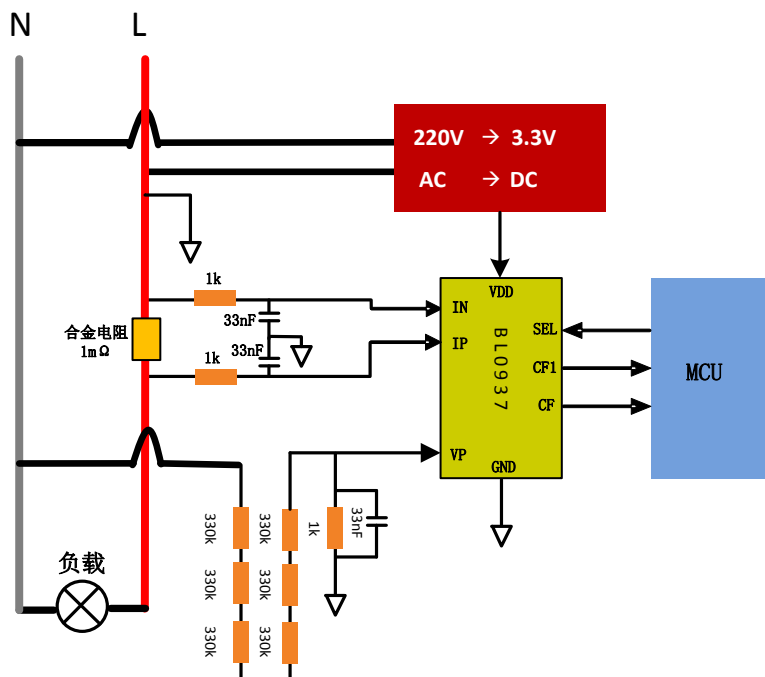 N
L
220V → 3.3V
AC → DC
1k
33nF
合金电阻
1mΩ
33nF
1k
VDD
IN
IP
BL0937
SEL
CF1
CF
VP
GND
MCU
330k
330k
1k
33nF
330k
330k
330k
330k
负载